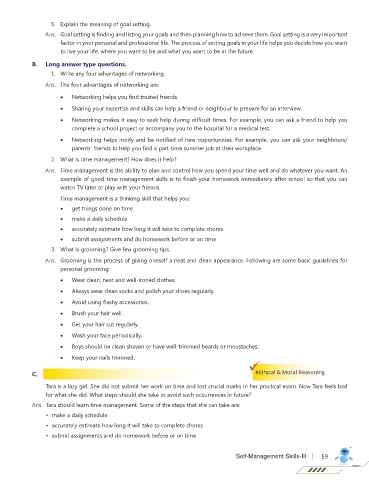 5. Explain the meaning of goal setting.
Ans. Goal setting is finding and listing your goals and then planning how to achieve them. Goal setting is a very important
factor in your personal and professional life. The process of setting goals in your life helps you decide how you want
to live your life, where you want to be and what you want to be in the future.
B. Long answer type questions.
1. Write any four advantages of networking.
Ans. The four advantages of networking are:
• Networking helps you find trusted friends.
• Sharing your expertise and skills can help a friend or neighbour to prepare for an interview.
• Networking makes it easy to seek help during difficult times. For example, you can ask a friend to help you
complete a school project or accompany you to the hospital for a medical test.
• Networking helps notify and be notified of new opportunities. For example, you can ask your neighbours/
parents' friends to help you find a part-time summer job at their workplace.
2. What is time management? How does it help?
Ans. Time management is the ability to plan and control how you spend your time well and do whatever you want. An
example of good time management skills is to finish your homework immediately after school so that you can
watch TV later or play with your friends.
Time management is a thinking skill that helps you:
• get things done on time
• make a daily schedule
• accurately estimate how long it will take to complete chores
• submit assignments and do homework before or on time
3. What is grooming? Give few grooming tips.
Ans. Grooming is the process of giving oneself a neat and clean appearance. Following are some basic guidelines for
personal grooming:
• Wear clean, neat and well-ironed clothes.
• Always wear clean socks and polish your shoes regularly.
• Avoid using flashy accessories.
• Brush your hair well.
• Get your hair cut regularly.
• Wash your face periodically.
• Boys should be clean shaven or have well-trimmed beards or moustaches.
• Keep your nails trimmed.
C. #Ethical & Moral Reasoning
Tara is a lazy girl. She did not submit her work on time and lost crucial marks in her practical exam. Now Tara feels bad
for what she did. What steps should she take to avoid such occurrences in future?
Ans. Tara should learn time management. Some of the steps that she can take are:
• make a daily schedule
• accurately estimate how long it will take to complete chores
• submit assignments and do homework before or on time
Self-Management Skills-III | 59